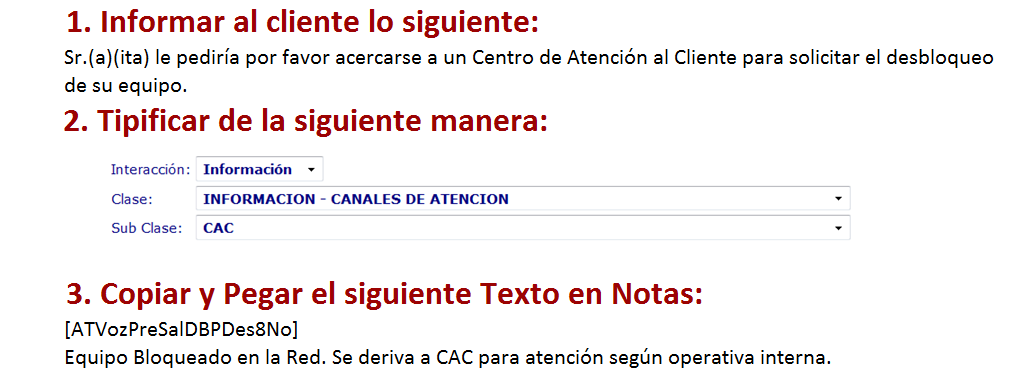 1. Informar al cliente lo siguiente:
Sr.(a)(ita) le pediría por favor acercarse a un Centro de Atención al Cliente para solicitar el desbloqueo
de su equipo.
2. Tipificar de la siguiente manera:
Interacción: Información
Clase: INFORMACION - CANALES DE ATENCION
Sub Clase: CAC
3. Copiar y Pegar el siguiente Texto en Notas:
[ATVozPreSalDBPDes8No]
Equipo Bloqueado en la Red. Se deriva a CAC para atención según operativa interna.